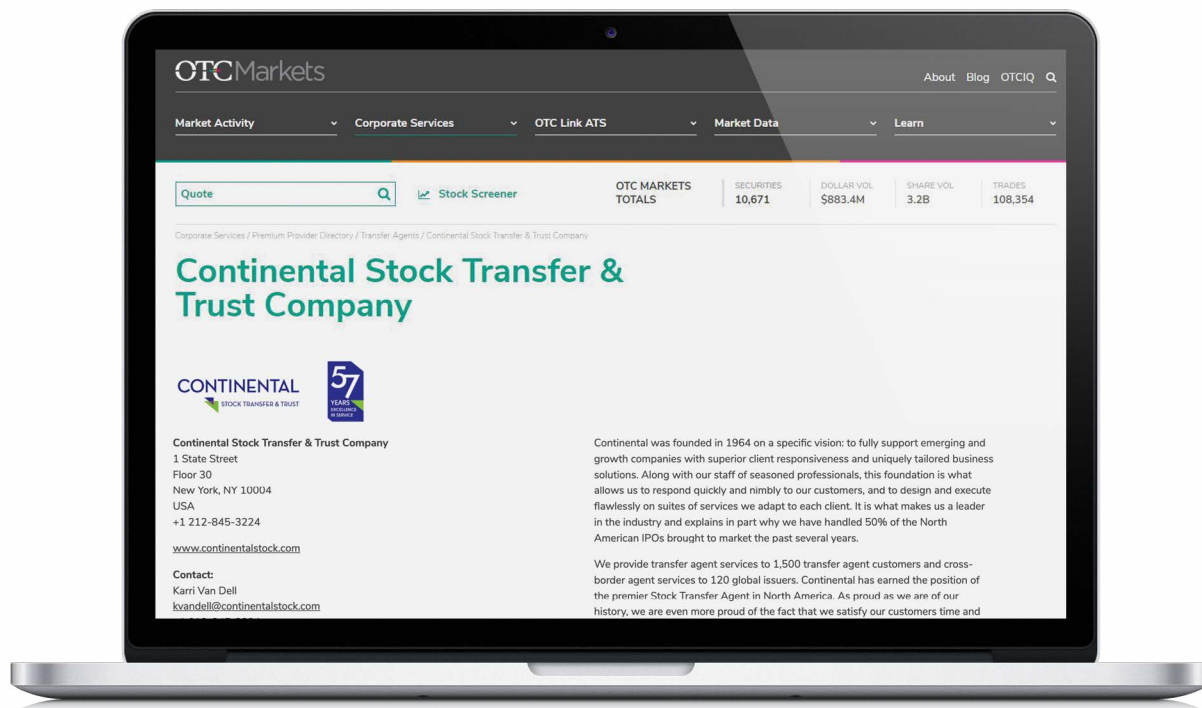 OTCMarkets
About Blog OTCIQ
Market Activity Corporate Services OTC Link ATS Market Data Learn
Quote
Stock Screener
OTC MARKETS
TOTALS
SECURITIES
10,671
DOLLAR VOL
$883.4M
SHARE VOL
3.2B
TRADES
108,354
Corporate Services / Premium Provider Directory / Transfer Agents / Continental Stock Transfer & Trust Company
Continental Stock Transfer &
Trust Company
CONTINENTAL
STOCK TRANSFER & TRUST
57
YEARS
EXCELLENCE
IN SERVICE
Continental Stock Transfer & Trust Company
1 State Street
Floor 30
New York, NY 10004
USA
+1 212-845-3224
www.continentalstock.com
Contact:
Karri Van Dell
kvandell@continentalstock.com
Continental was founded in 1964 on a specific vision: to fully support emerging and
growth companies with superior client responsiveness and uniquely tailored business
solutions. Along with our staff of seasoned professionals, this foundation is what
allows us to respond quickly and nimbly to our customers, and to design and execute
flawlessly on suites of services we adapt to each client. It is what makes us a leader
in the industry and explains in part why we have handled 50% of the North
American IPOs brought to market the past several years.
We provide transfer agent services to 1,500 transfer agent customers and cross-
border agent services to 120 global issuers. Continental has earned the position of
the premier Stock Transfer Agent in North America. As proud as we are of our
history, we are even more proud of the fact that we satisfy our customers time and